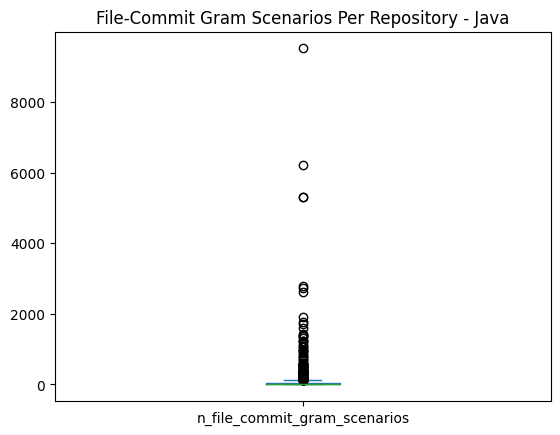 File-Commit Gram Scenarios Per Repository - Java
8000
6000
4000
2000
0
n_file_commit_gram_scenarios